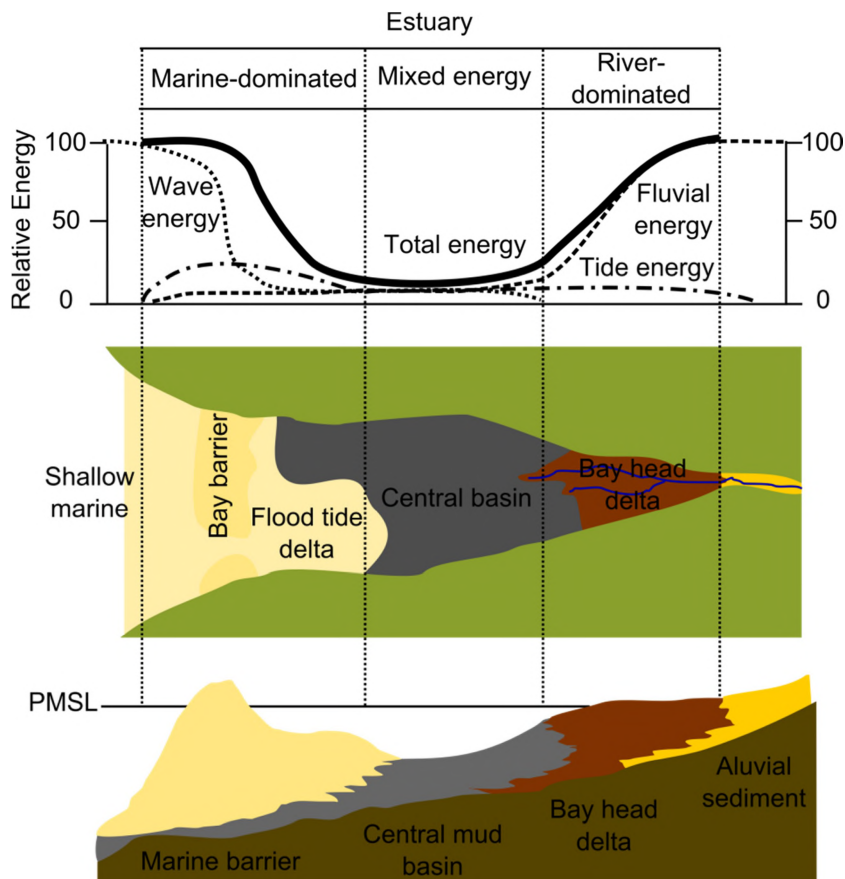 Estuary
Marine-dominated
Mixed energy
River-
dominated
Relative Energy
100
50
0
Wave
energy
Total energy
Fluvial
energy
Tide energy
100
50
0
Shallow
marine
Bay barrier
Flood tide
delta
Central basin
Bay head
delta
PMSL
Marine barrier
Central mud
basin
Bay head
delta
Aluvial
sediment